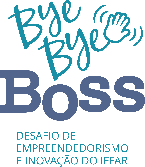 Bye
Bye
Boss
DESAFIO DE
EMPREENDEDORISMO
E INOVAÇÃO DO IFFAR